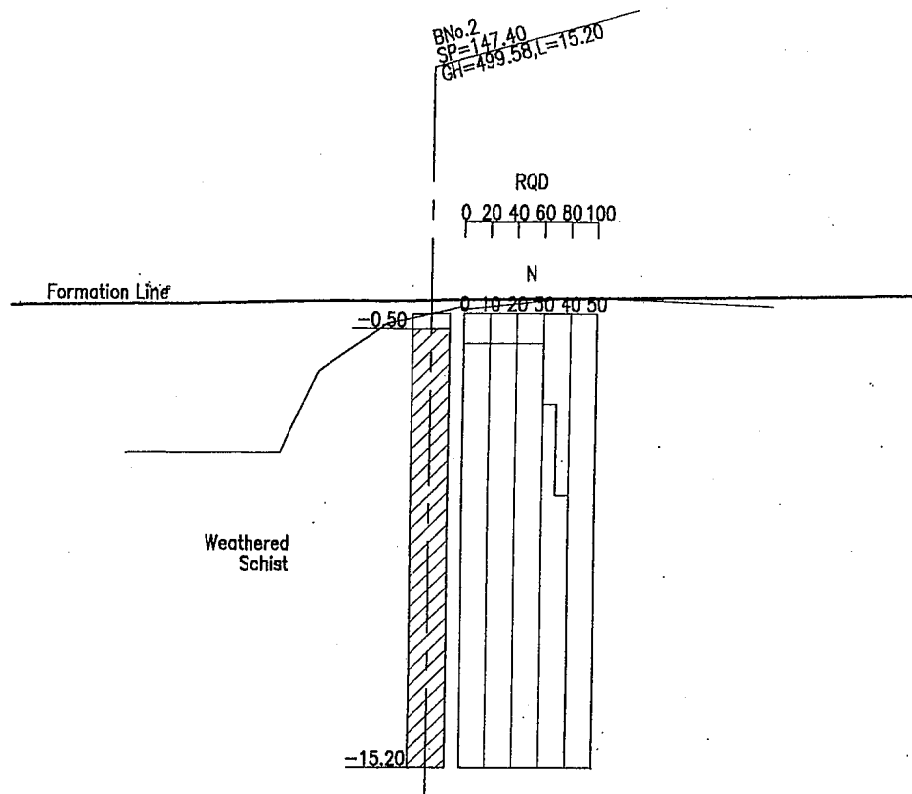 BNo.2
SP=147.40
GH=499.58,L=15.20
RQD
0 20 40 60 80 100
N
Formation Line
0 10 20 30 40 50
-0.50
Weathered
Schist
-15.20